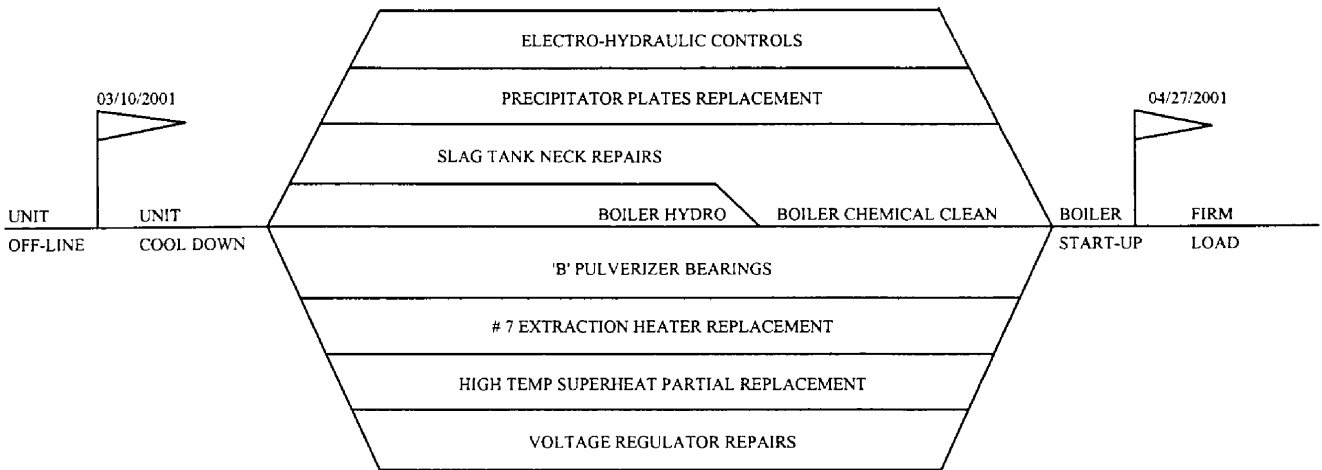 ELECTRO-HYDRAULIC CONTROLS
03/10/2001
PRECIPITATOR PLATES REPLACEMENT
04/27/2001
SLAG TANK NECK REPAIRS
UNIT
OFF-LINE
UNIT
COOL DOWN
BOILER HYDRO
BOILER CHEMICAL CLEAN
BOILER
START-UP
FIRM
LOAD
'B' PULVERIZER BEARINGS
# 7 EXTRACTION HEATER REPLACEMENT
HIGH TEMP SUPERHEAT PARTIAL REPLACEMENT
VOLTAGE REGULATOR REPAIRS